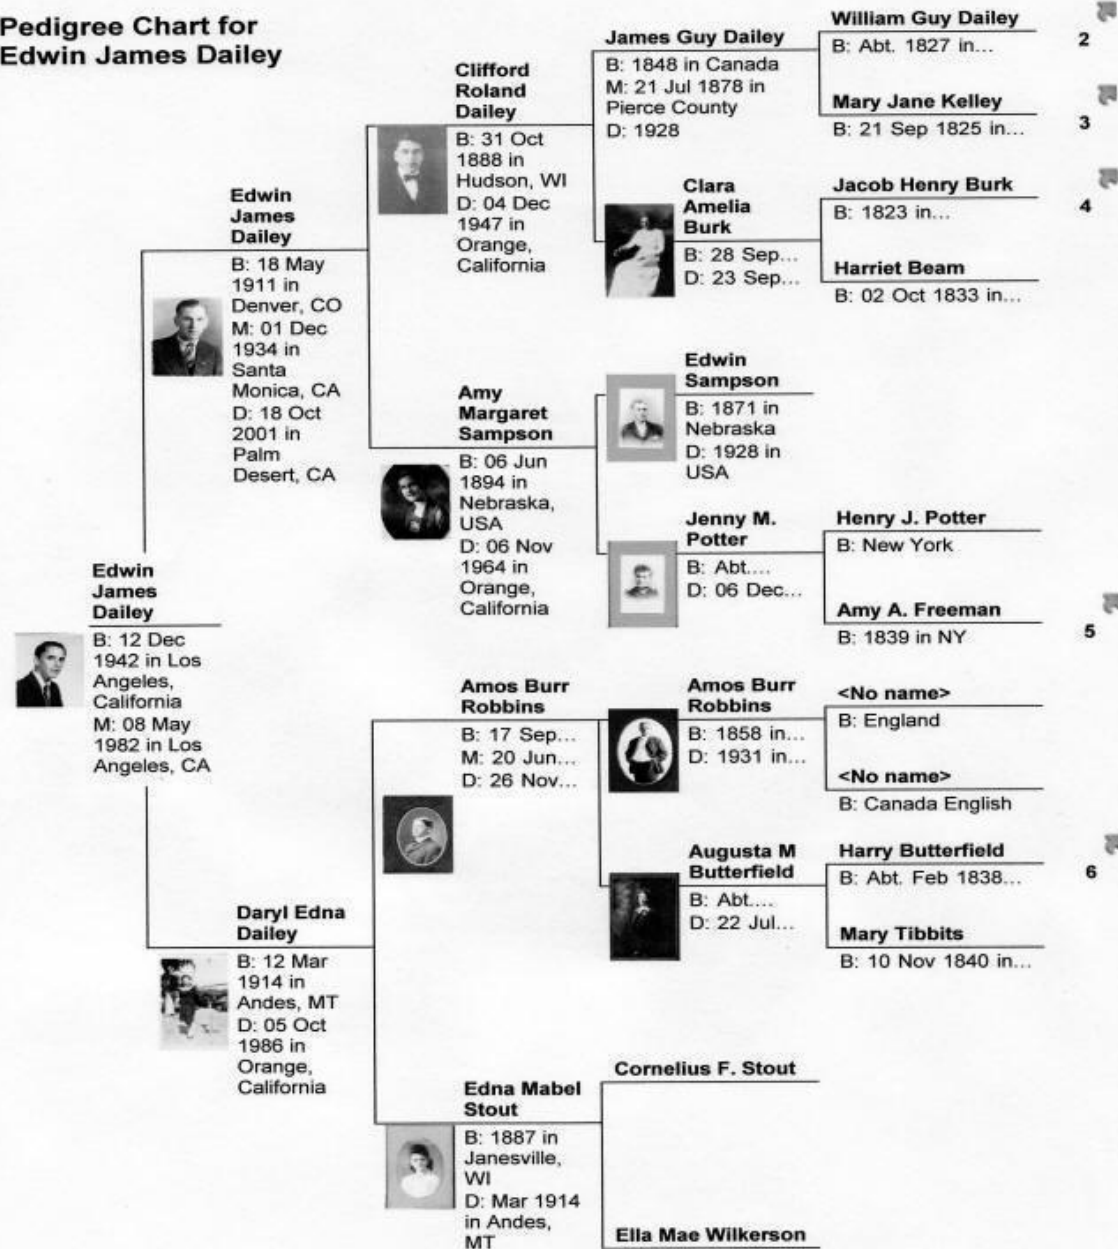 Pedigree Chart for
Edwin James Dailey
Edwin
James
Dailey
B: 12 Dec
1942 in Los
Angeles,
California
M: 08 May
1982 in Los
Angeles, CA
Edwin
James
Dailey
B: 18 May
1911 in
Denver, CO
M: 01 Dec
1934 in
Santa
Monica, CA
D: 18 Oct
2001 in
Palm
Desert, CA
Daryl Edna
Dailey
B: 12 Mar
1914 in
Andes, MT
D: 05 Oct
1986 in
Orange,
California
Clifford
Roland
Dailey
B: 31 Oct
1888 in
Hudson, WI
D: 04 Dec
1947 in
Orange,
California
Amy
Margaret
Sampson
B: 06 Jun
1894 in
Nebraska,
USA
D: 06 Nov
1964 in
Orange,
California
Amos Burr
Robbins
B: 17 Sep...
M: 20 Jun...
D: 26 Nov...
Edna Mabel
Stout
B: 1887 in
Janesville,
WI
D: Mar 1914
in Andes,
MT
James Guy Dailey
B: 1848 in Canada
M: 21 Jul 1878 in
Pierce County
D: 1928
Clara
Amelia
Burk
B: 28 Sep...
D: 23 Sep...
Edwin
Sampson
B: 1871 in
Nebraska
D: 1928 in
USA
Jenny M.
Potter
B: Abt....
D: 06 Dec...
Amos Burr
Robbins
B: 1858 in...
D: 1931 in...
Augusta M
Butterfield
B: Abt....
D: 22 Jul...
Cornelius F. Stout
Ella Mae Wilkerson
William Guy Dailey
B: Abt. 1827 in...
2
Mary Jane Kelley
B: 21 Sep 1825 in...
3
Jacob Henry Burk
B: 1823 in...
4
Harriet Beam
B: 02 Oct 1833 in...
Henry J. Potter
B: New York
Amy A. Freeman
B: 1839 in NY
5
<No name>
B: England
<No name>
B: Canada English
Harry Butterfield
B: Abt. Feb 1838...
6
Mary Tibbits
B: 10 Nov 1840 in...